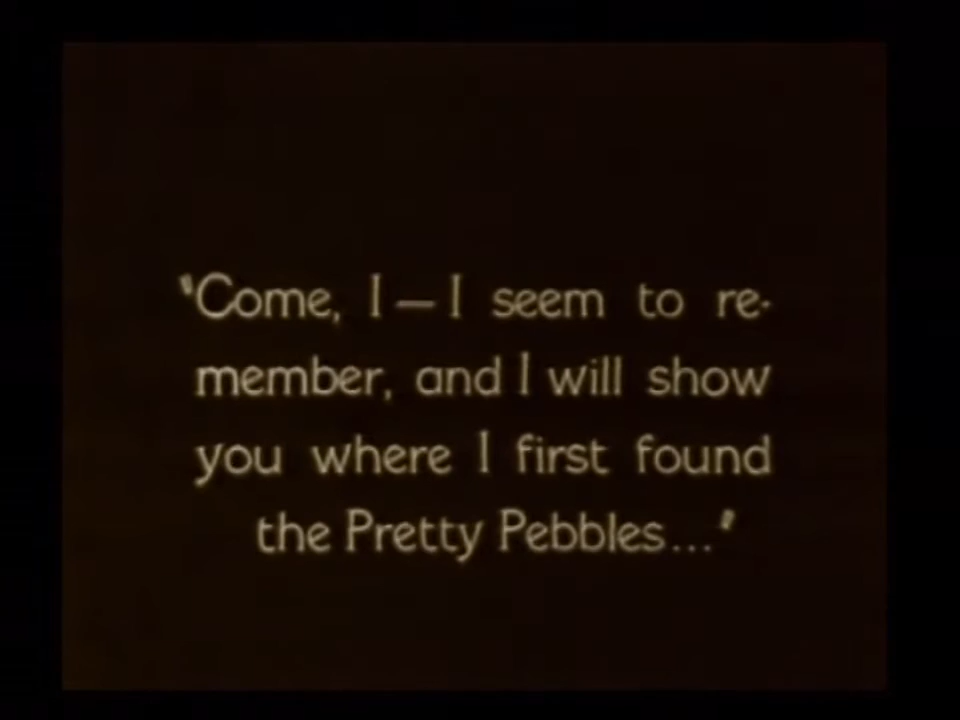 "Come, I — I seem to re-
member, and I will show
you where I first found
the Pretty Pebbles..."